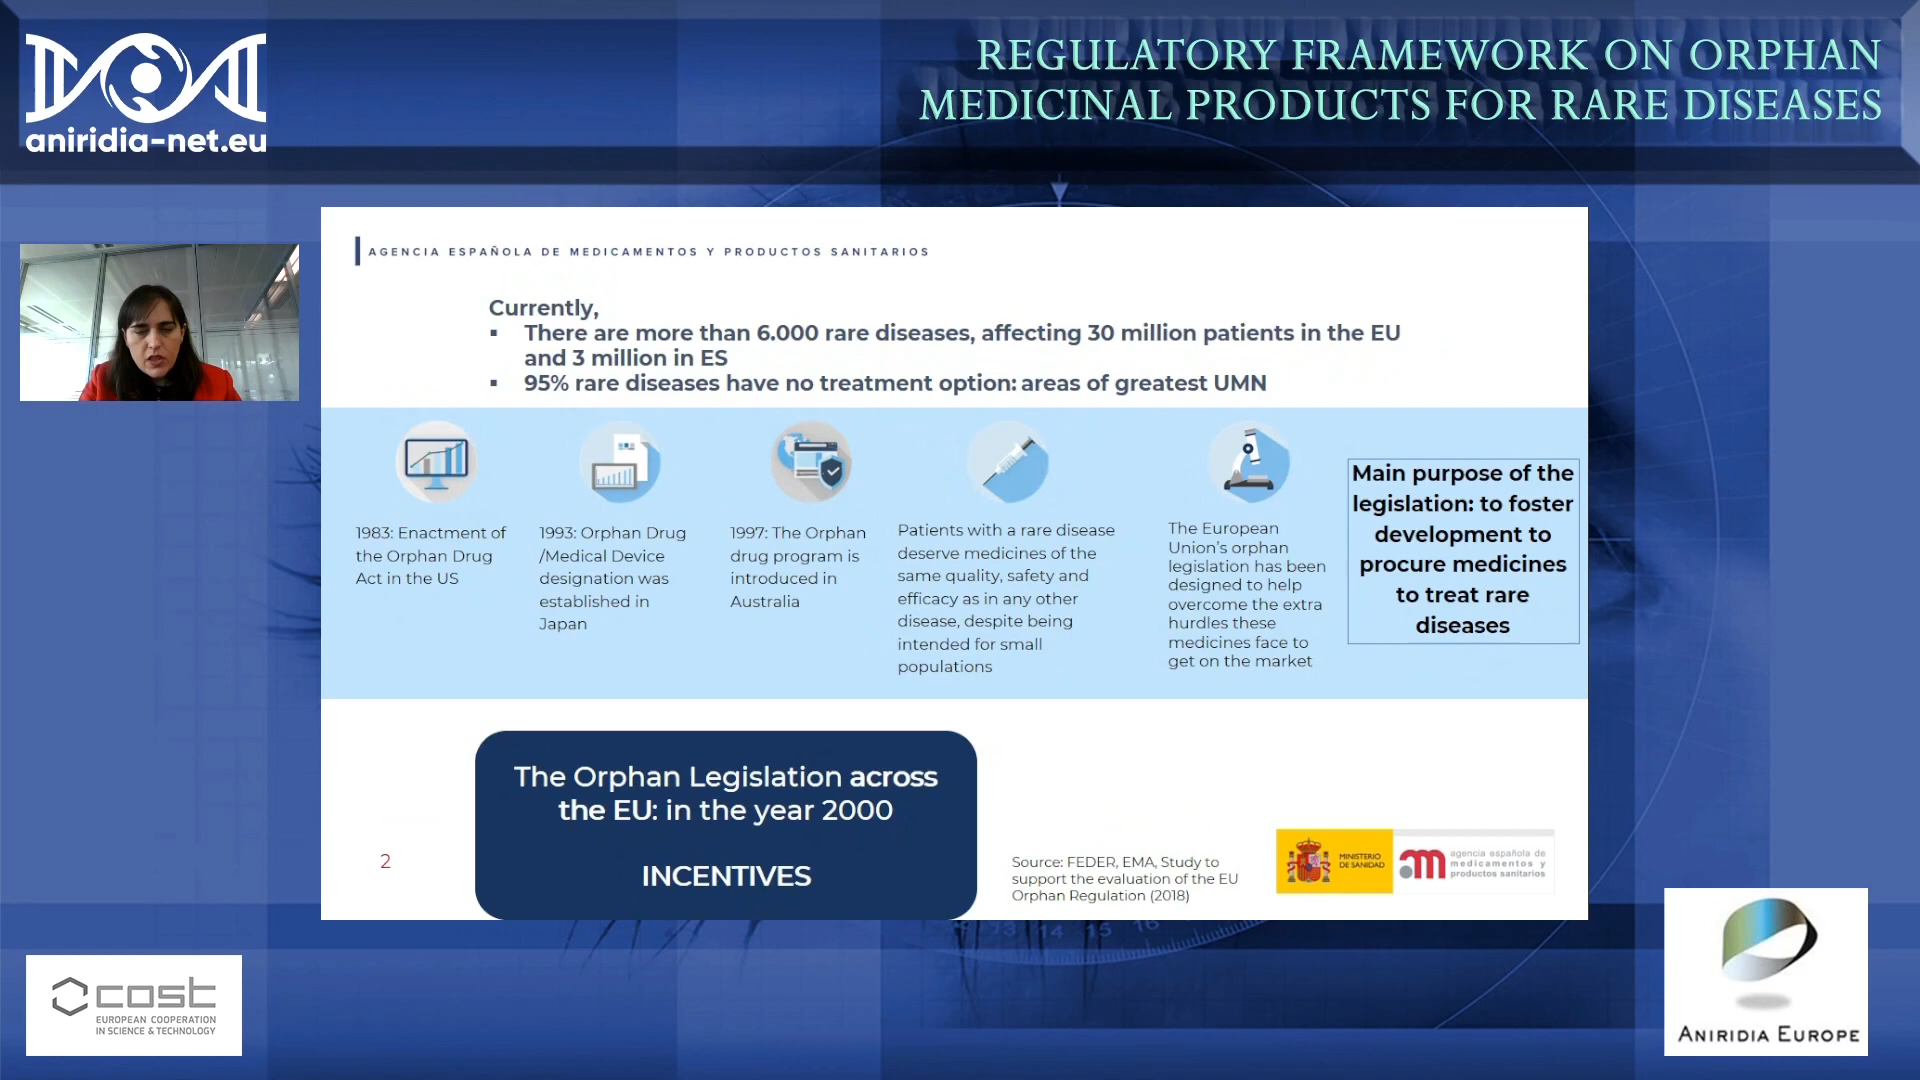 aniridia-net.eu
REGULATORY FRAMEWORK ON ORPHAN
MEDICINAL PRODUCTS FOR RARE DISEASES
AGENCIA ESPAÑOLA DE MEDICAMENTOS Y PRODUCTOS SANITARIOS
Currently,
▪ There are more than 6.000 rare diseases, affecting 30 million patients in the EU
and 3 million in ES
▪ 95% rare diseases have no treatment option: areas of greatest UMN
1983: Enactment of
the Orphan Drug
Act in the US
1993: Orphan Drug
/Medical Device
designation was
established in
Japan
1997: The Orphan
drug program is
introduced in
Australia
Patients with a rare disease
deserve medicines of the
same quality, safety and
efficacy as in any other
disease, despite being
intended for small
populations
The European
Union's orphan
legislation has been
designed to help
overcome the extra
hurdles these
medicines face to
get on the market
Main purpose of the
legislation: to foster
development to
procure medicines
to treat rare
diseases
The Orphan Legislation across
the EU: in the year 2000
INCENTIVES
2
Source: FEDER, EMA, Study to
support the evaluation of the EU
Orphan Regulation (2018)
MINISTERIO
DE SANIDAD
am
agencia española de
medicamentos y
productos sanitarios
13 14 15 16
cost
EUROPEAN COOPERATION
IN SCIENCE & TECHNOLOGY
ANIRIDIA EUROPE